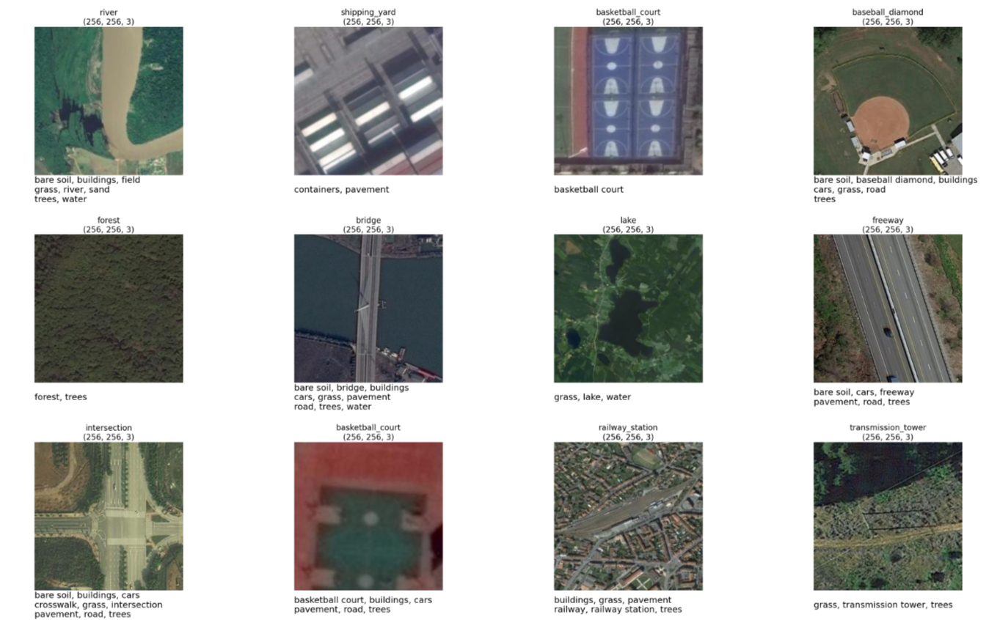 river
(256, 256, 3)
bare soil, buildings, field
grass, river, sand
trees, water
shipping_yard
(256, 256, 3)
containers, pavement
basketball_court
(256, 256, 3)
basketball court
baseball_diamond
(256, 256, 3)
bare soil, baseball diamond, buildings
cars, grass, road
trees
forest
(256, 256, 3)
forest, trees
bridge
(256, 256, 3)
bare soil, bridge, buildings
cars, grass, pavement
road, trees, water
lake
(256, 256, 3)
grass, lake, water
freeway
(256, 256, 3)
bare soil, cars, freeway
pavement, road, trees
intersection
(256, 256, 3)
bare soil, buildings, cars
crosswalk, grass, intersection
pavement, road, trees
basketball_court
(256, 256, 3)
basketball court, buildings, cars
pavement, road, trees
railway_station
(256, 256, 3)
buildings, grass, pavement
railway, railway station, trees
transmission_tower
(256, 256, 3)
grass, transmission tower, trees